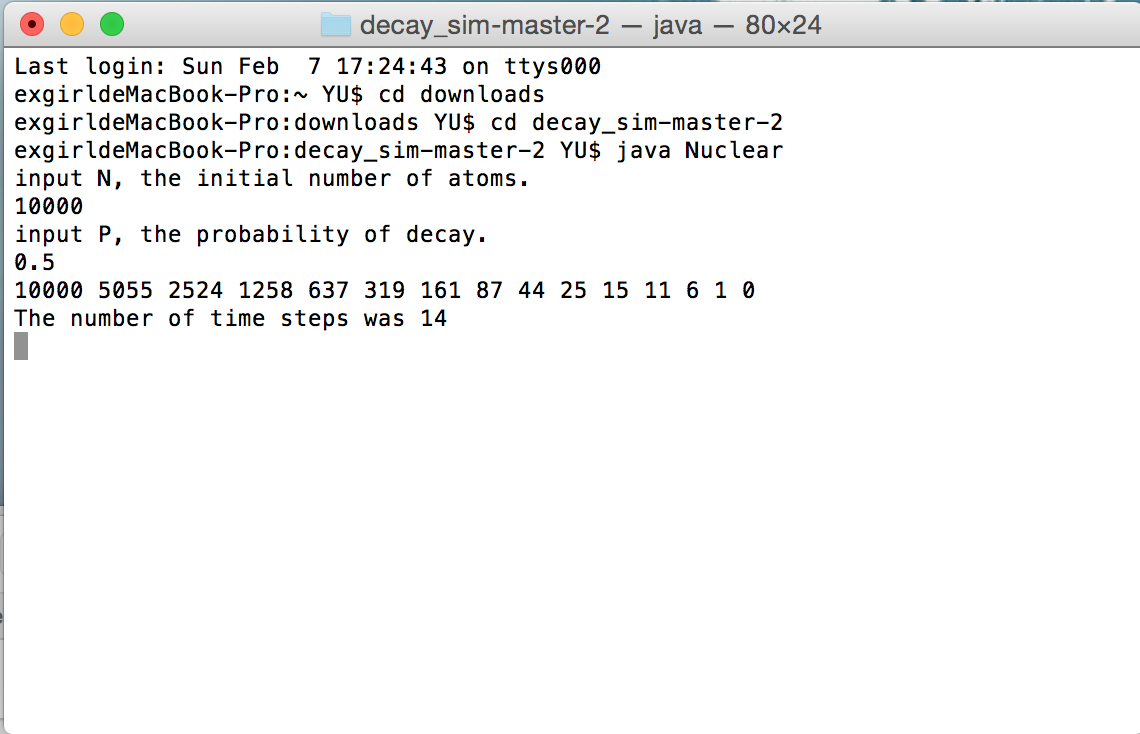 decay_sim-master-2 — java — 80×24
Last login: Sun Feb  7 17:24:43 on ttys000
exgirldeMacBook-Pro:~ YU$ cd downloads
exgirldeMacBook-Pro:downloads YU$ cd decay_sim-master-2
exgirldeMacBook-Pro:decay_sim-master-2 YU$ java Nuclear
input N, the initial number of atoms.
10000
input P, the probability of decay.
0.5
10000 5055 2524 1258 637 319 161 87 44 25 15 11 6 1 0
The number of time steps was 14